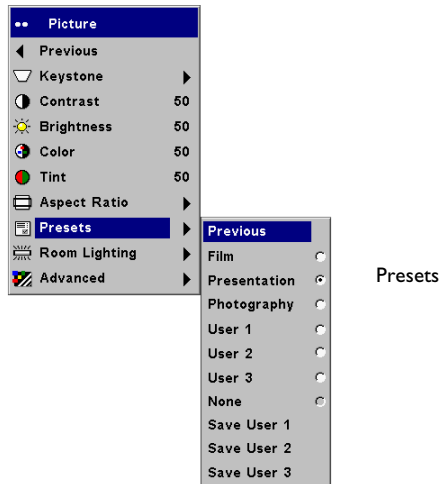 Picture
Previous
Keystone
Contrast 50
Brightness 50
Color 50
Tint 50
Aspect Ratio
Presets
Room Lighting
Advanced
Previous
Film
Presentation
Photography
User 1
User 2
User 3
None
Save User 1
Save User 2
Save User 3
Presets